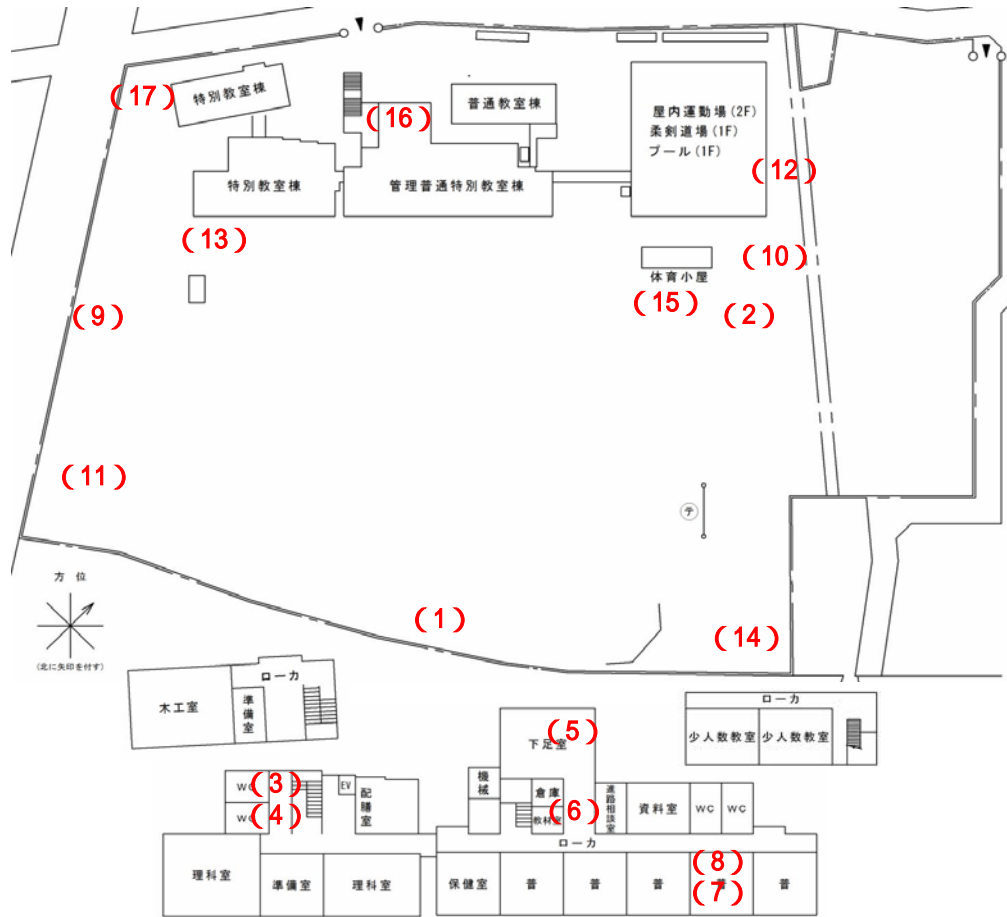 (17)
特別教室棟
(16)
普通教室棟
屋内運動場(2F)
柔剣道場(1F)
プール(1F)
(12)
特別教室棟
管理普通特別教室棟
(13)
(10)
体育小屋
(15)
(2)
(9)
(11)
テ
方 位
(北に矢印を付す)
(1)
(14)
ローカ
木工室
準備室
ローカ
少人数教室
少人数教室
(5)
下足室
WC
(3)
EV
配膳室
機械
倉庫
進路相談室
資料室
WC
WC
WC
(4)
教材室
(6)
ローカ
理科室
準備室
理科室
保健室
普
普
普
(8)
普
(7)
普